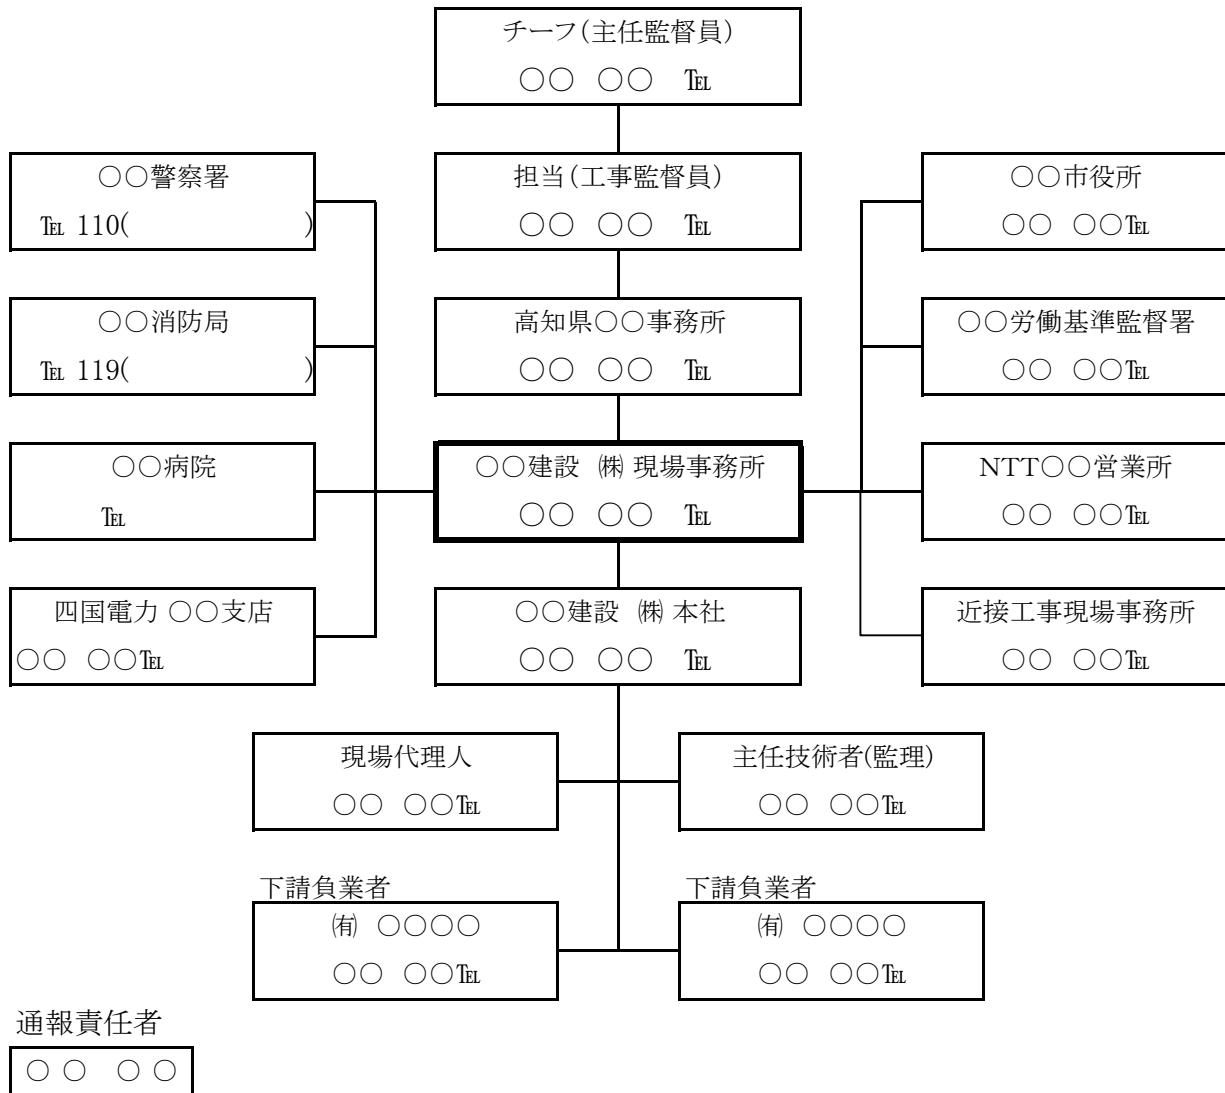 チーフ(主任監督員)
○○ ○○ ℡
○○警察署
℡ 110( )
担当(工事監督員)
○○ ○○ ℡
○○市役所
○○ ○○℡
○○消防局
℡ 119( )
高知県○○事務所
○○ ○○ ℡
○○労働基準監督署
○○ ○○℡
○○病院
℡
○○建設 ㈱ 現場事務所
○○ ○○ ℡
NTT○○営業所
○○ ○○℡
四国電力 ○○支店
○○ ○○℡
○○建設 ㈱ 本社
○○ ○○ ℡
近接工事現場事務所
○○ ○○℡
現場代理人
○○ ○○℡
主任技術者(監理)
○○ ○○℡
下請負業者
㈲ ○○○○
○○ ○○℡
下請負業者
㈲ ○○○○
○○ ○○℡
通報責任者
○ ○ ○ ○